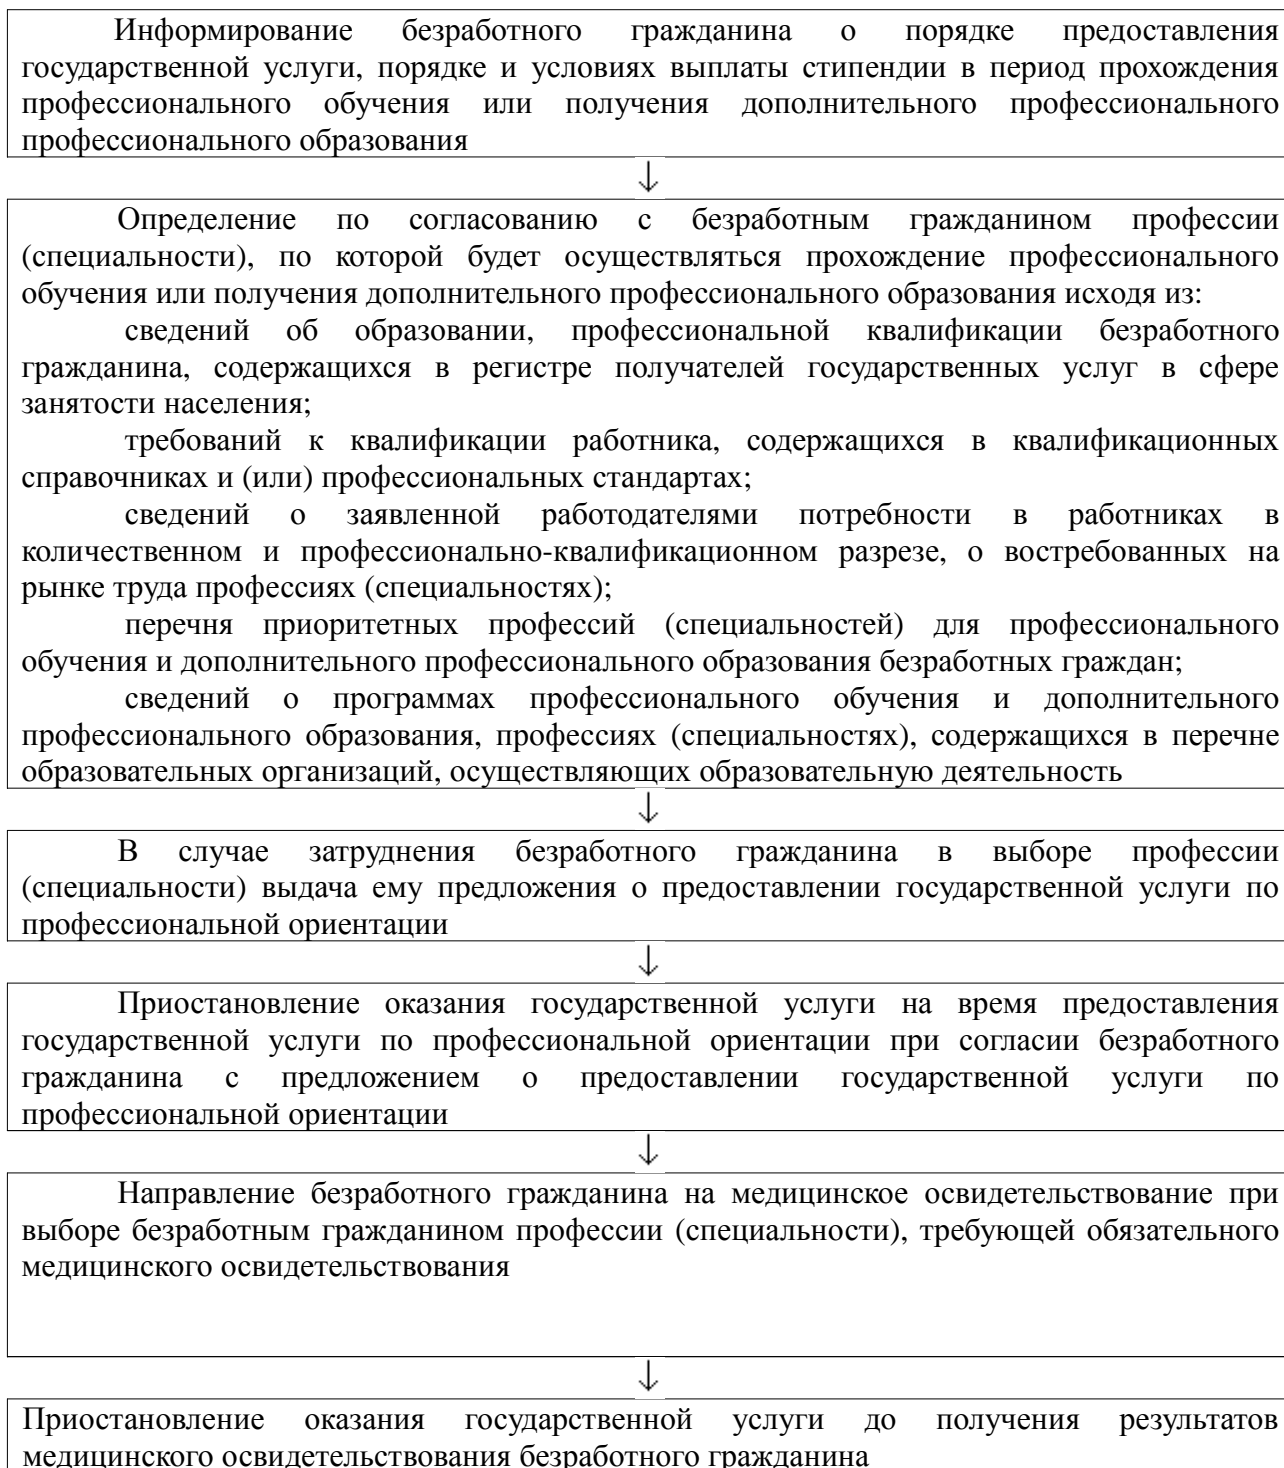 Информирование безработного гражданина о порядке предоставления
государственной услуги, порядке и условиях выплаты стипендии в период прохождения
профессионального обучения или получения дополнительного профессионального
профессионального образования
↓
Определение по согласованию с безработным гражданином профессии
(специальности), по которой будет осуществляться прохождение профессионального
обучения или получения дополнительного профессионального образования исходя из:
сведений об образовании, профессиональной квалификации безработного
гражданина, содержащихся в регистре получателей государственных услуг в сфере
занятости населения;
требований к квалификации работника, содержащихся в квалификационных
справочниках и (или) профессиональных стандартах;
сведений о заявленной работодателями потребности в работниках в
количественном и профессионально-квалификационном разрезе, о востребованных на
рынке труда профессиях (специальностях);
перечня приоритетных профессий (специальностей) для профессионального
обучения и дополнительного профессионального образования безработных граждан;
сведений о программах профессионального обучения и дополнительного
профессионального образования, профессиях (специальностях), содержащихся в перечне
образовательных организаций, осуществляющих образовательную деятельность
↓
В случае затруднения безработного гражданина в выборе профессии
(специальности) выдача ему предложения о предоставлении государственной услуги по
профессиональной ориентации
↓
Приостановление оказания государственной услуги на время предоставления
государственной услуги по профессиональной ориентации при согласии безработного
гражданина с предложением о предоставлении государственной услуги по
профессиональной ориентации
↓
Направление безработного гражданина на медицинское освидетельствование при
выборе безработным гражданином профессии (специальности), требующей обязательного
медицинского освидетельствования
↓
Приостановление оказания государственной услуги до получения результатов
медицинского освидетельствования безработного гражданина